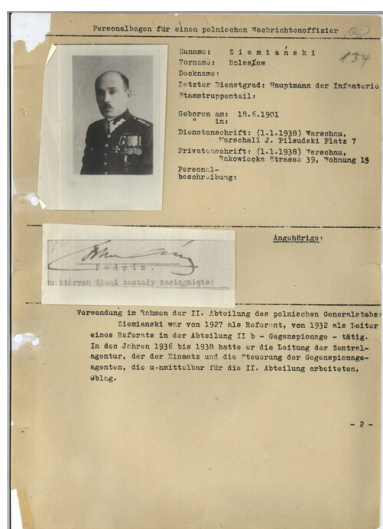 Personalbogen für einen polnischen Nachrichtenoffizier
134
Zuname: Ziemiański
Vorname: Bolesław
Deckname:
Letzter Dienstgrad: Hauptmann der Infanterie
Stammtruppenteil:
Geboren am: 18.6.1901
" in:
Dienstanschrift: (1.1.1938) Warschau,
Marschall J. Pilsudski Platz 7
Privatanschrift: (1.1.1938) Warschau,
Rakowiecka Strasse 39, Wohnung 15
Personal-
beschreibung:
Angehörige:
Podpis.
w których długi zostały zaciągnięte:
Verwendung im Rahmen der II. Abteilung des polnischen Generalstabes
Ziemianski war von 1927 als Referent, von 1932 als Leiter
eines Referats in der Abteilung II b - Gegenspionage - tätig.
In den Jahren 1936 bis 1938 hatte er die Leitung der Zentral-
agentur, der der Einsatz und die Steuerung der Gegenspionage-
agenten, die unmittelbar für die II. Abteilung arbeiteten,
oblag.
- 2 -